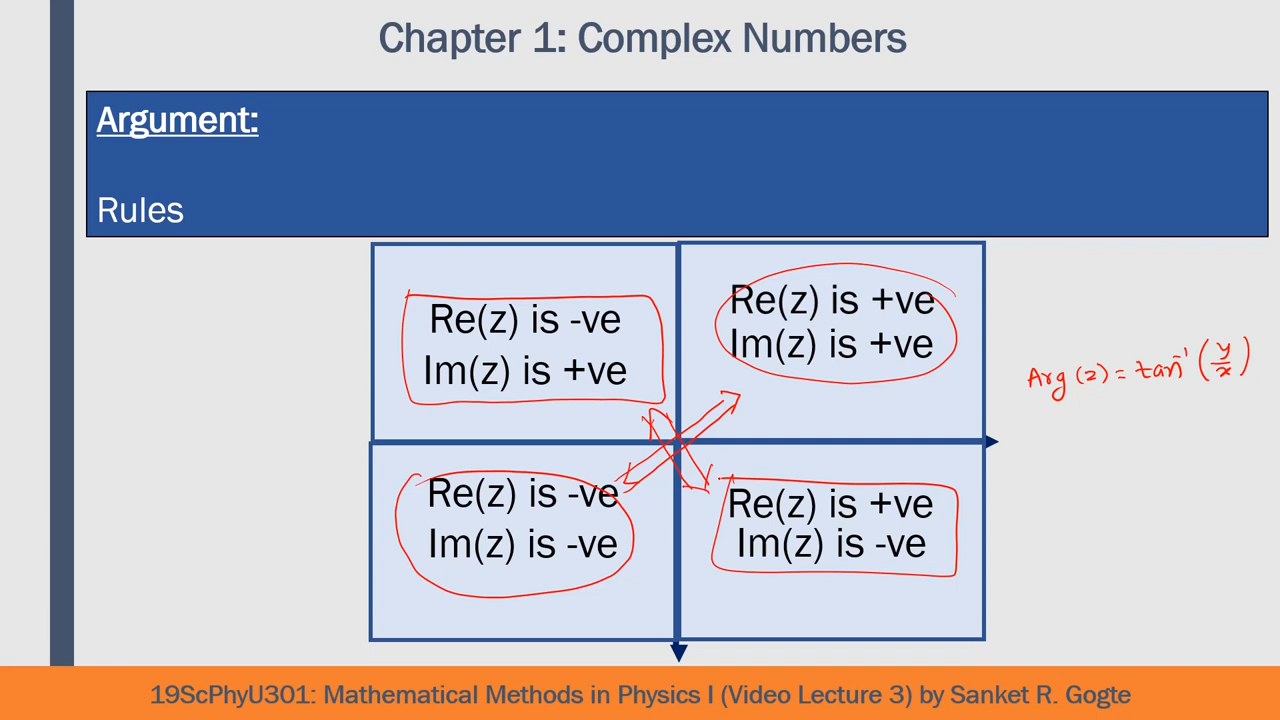 Chapter 1: Complex Numbers
Argument:
Rules
Re(z) is -ve
Im(z) is +ve
Re(z) is +ve
Im(z) is +ve
Arg (z) = tan⁻¹ (y/x)
Re(z) is -ve
Im(z) is -ve
Re(z) is +ve
Im(z) is -ve
19ScPhyU301: Mathematical Methods in Physics I (Video Lecture 3) by Sanket R. Gogte